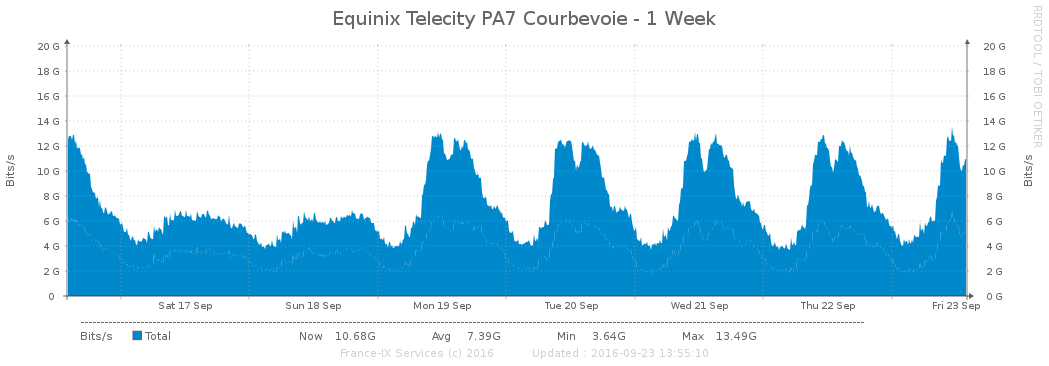 Equinix Telecity PA7 Courbevoie - 1 Week
RRDTOOL / TOBI OETIKER
Bits/s
20 G 20 G
18 G 18 G
16 G 16 G
14 G 14 G
12 G 12 G
10 G 10 G
8 G 8 G
6 G 6 G
4 G 4 G
2 G 2 G
0 0 G
Bits/s
Sat 17 Sep Sun 18 Sep Mon 19 Sep Tue 20 Sep Wed 21 Sep Thu 22 Sep Fri 23 Sep
Bits/s Total Now 10.68G Avg 7.39G Min 3.64G Max 13.49G
France-IX Services (c) 2016 Updated : 2016-09-23 13:55:10